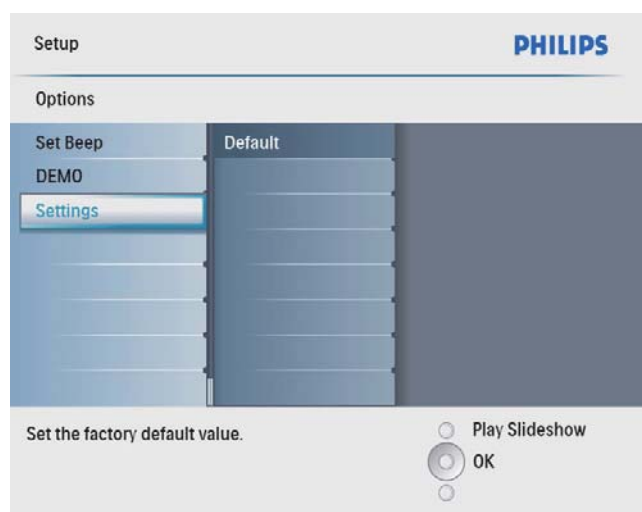 Setup
PHILIPS
Options
Set Beep
Default
DEMO
Settings
Set the factory default value.
Play Slideshow
OK